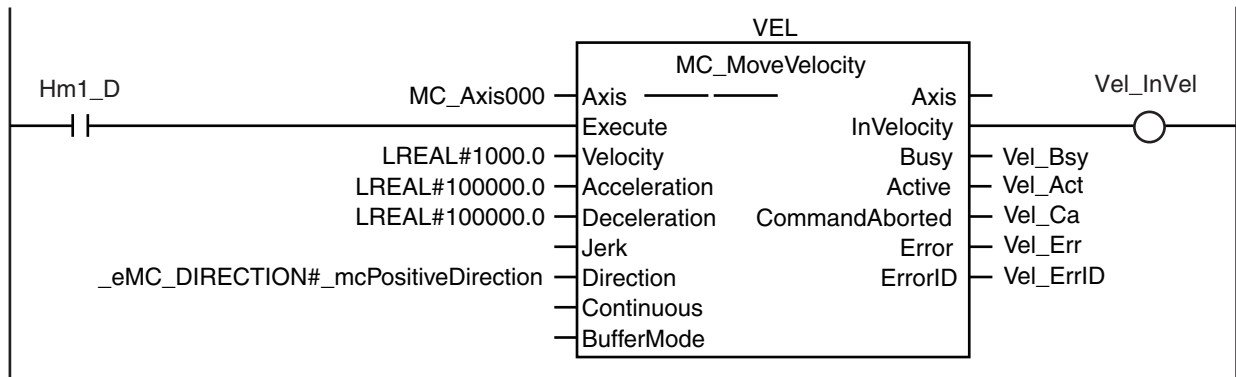 VEL
MC_MoveVelocity
Hm1_D
Vel_InVel
MC_Axis000 Axis Axis
Execute InVelocity
LREAL#1000.0 Velocity Busy Vel_Bsy
LREAL#100000.0 Acceleration Active Vel_Act
LREAL#100000.0 Deceleration CommandAborted Vel_Ca
Jerk Error Vel_Err
_eMC_DIRECTION#_mcPositiveDirection Direction ErrorID Vel_ErrID
Continuous
BufferMode